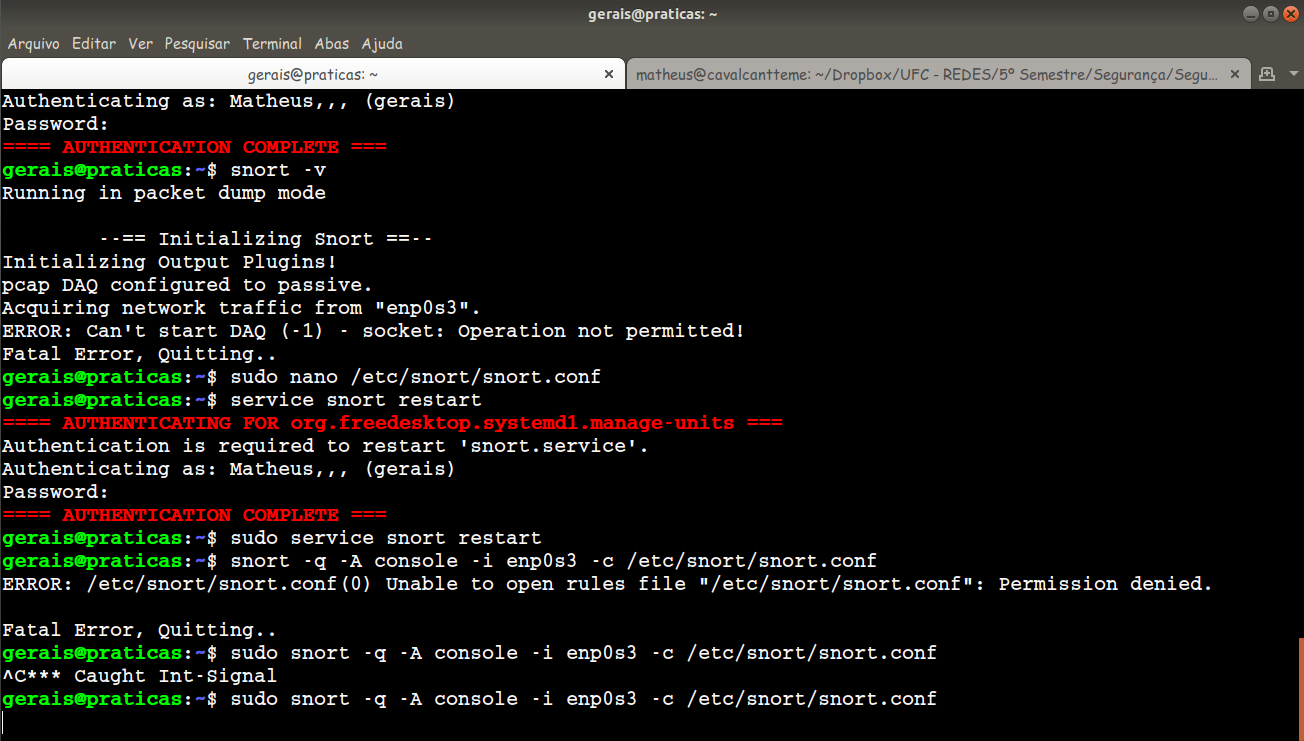 gerais@praticas: ~
Arquivo Editar Ver Pesquisar Terminal Abas Ajuda
gerais@praticas: ~ × matheus@cavalcantteme: ~/Dropbox/UFC - REDES/5º Semestre/Segurança/Segu... ×
Authenticating as: Matheus,,, (gerais)
Password:
==== AUTHENTICATION COMPLETE ===
gerais@praticas:~$ snort -v
Running in packet dump mode
--== Initializing Snort ==--
Initializing Output Plugins!
pcap DAQ configured to passive.
Acquiring network traffic from "enp0s3".
ERROR: Can't start DAQ (-1) - socket: Operation not permitted!
Fatal Error, Quitting..
gerais@praticas:~$ sudo nano /etc/snort/snort.conf
gerais@praticas:~$ service snort restart
==== AUTHENTICATING FOR org.freedesktop.systemd1.manage-units ===
Authentication is required to restart 'snort.service'.
Authenticating as: Matheus,,, (gerais)
Password:
==== AUTHENTICATION COMPLETE ===
gerais@praticas:~$ sudo service snort restart
gerais@praticas:~$ snort -q -A console -i enp0s3 -c /etc/snort/snort.conf
ERROR: /etc/snort/snort.conf(0) Unable to open rules file "/etc/snort/snort.conf": Permission denied.
Fatal Error, Quitting..
gerais@praticas:~$ sudo snort -q -A console -i enp0s3 -c /etc/snort/snort.conf
^C*** Caught Int-Signal
gerais@praticas:~$ sudo snort -q -A console -i enp0s3 -c /etc/snort/snort.conf